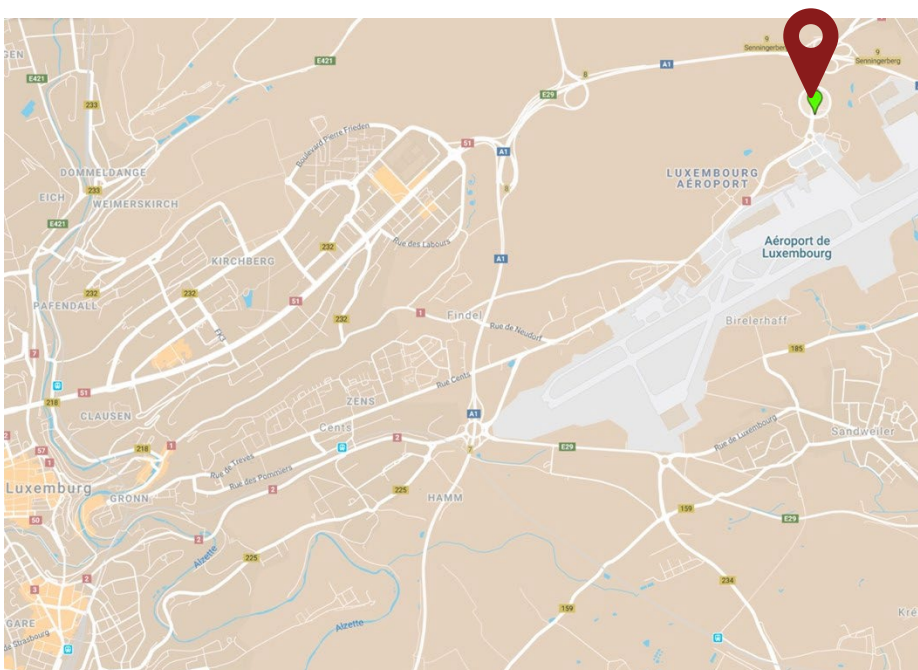 E421
A1
9
Senningerberg
9
Senningerberg
GEN
E421
8
E29
233
Boulevard Pierre Frieden
51
A1
DOMMELDANGE
233
EICH
WEIMERSKIRCH
8
LUXEMBOURG
AÉROPORT
1
E421
Rue des Labours
232
Aéroport de
Luxembourg
KIRCHBERG
A1
232
232
51
PAFENDALL
232
1
Findel
Rue de Neudorf
Birelerhaff
7
185
51
218
Rue Cents
CLAUSEN
ZENS
A1
Cents
2
Sandweiler
Rue de Luxembourg
57
218
1
1
7
E29
Rue de Trèves
Rue des Pommiers
Luxemburg
GRONN
2
225
HAMM
159
50
E29
2
Alzette
225
2
234
3
159
GARE
Alzette
Kré
de Strasbourg